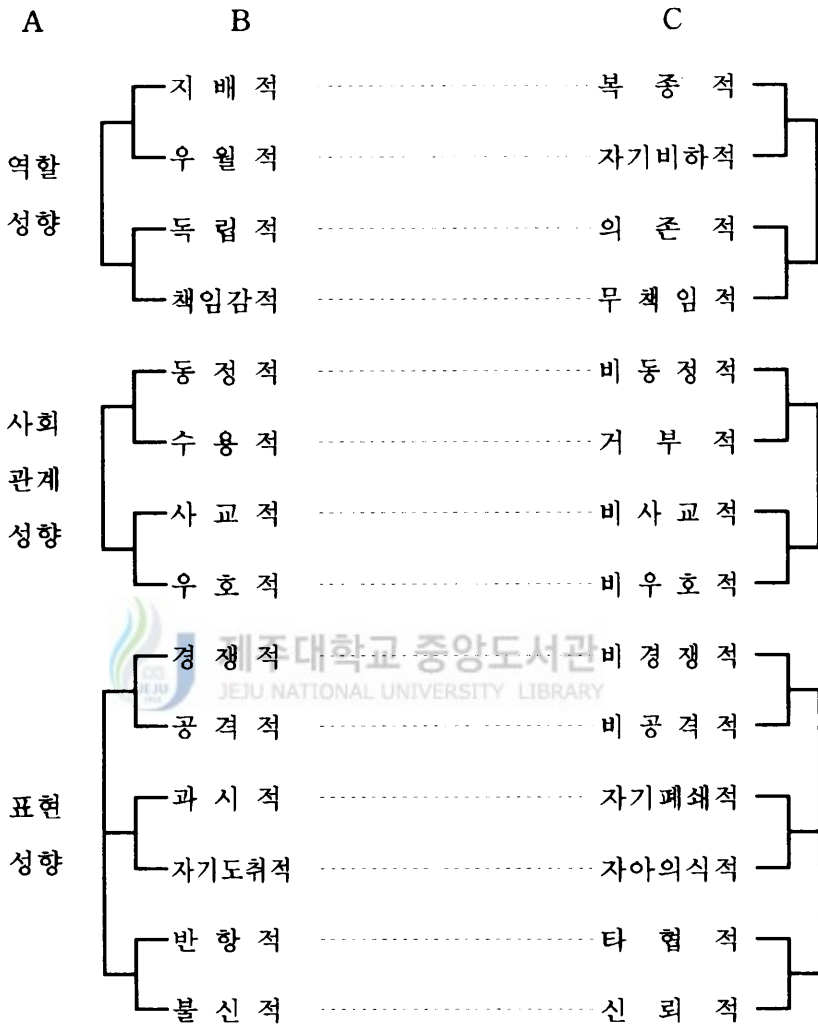 A B C
지 배 적 복 종 적
우 월 적 자기비하적
역할
성향
독 립 적 의 존 적
책임감적 무 책 임 적
동 정 적 비 동 정 적
사회
수 용 적 거 부 적
관계
사 교 적 비 사 교 적
성향
우 호 적 비 우 호 적
제주대학교 중앙도서관
JEJU NATIONAL UNIVERSITY LIBRARY
JEJU
경 쟁 적 비 경 쟁 적
공 격 적 비 공 격 적
표현
과 시 적 자기폐쇄적
성향
자기도취적 자아의식적
반 항 적 타 협 적
불 신 적 신 뢰 적